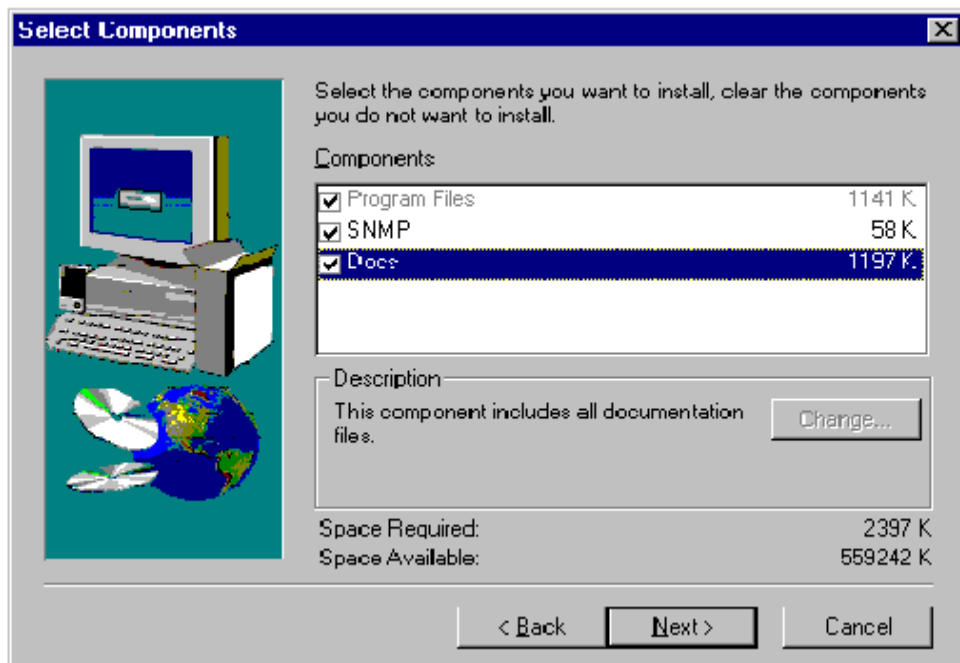 Select Components
Select the components you want to install, clear the components
you do not want to install.
Components
Program Files 1141 K
SNMP 58 K
Docs 1197 K
Description
This component includes all documentation
files.
Change...
Space Required: 2397 K
Space Available: 559242 K
< Back
Next >
Cancel